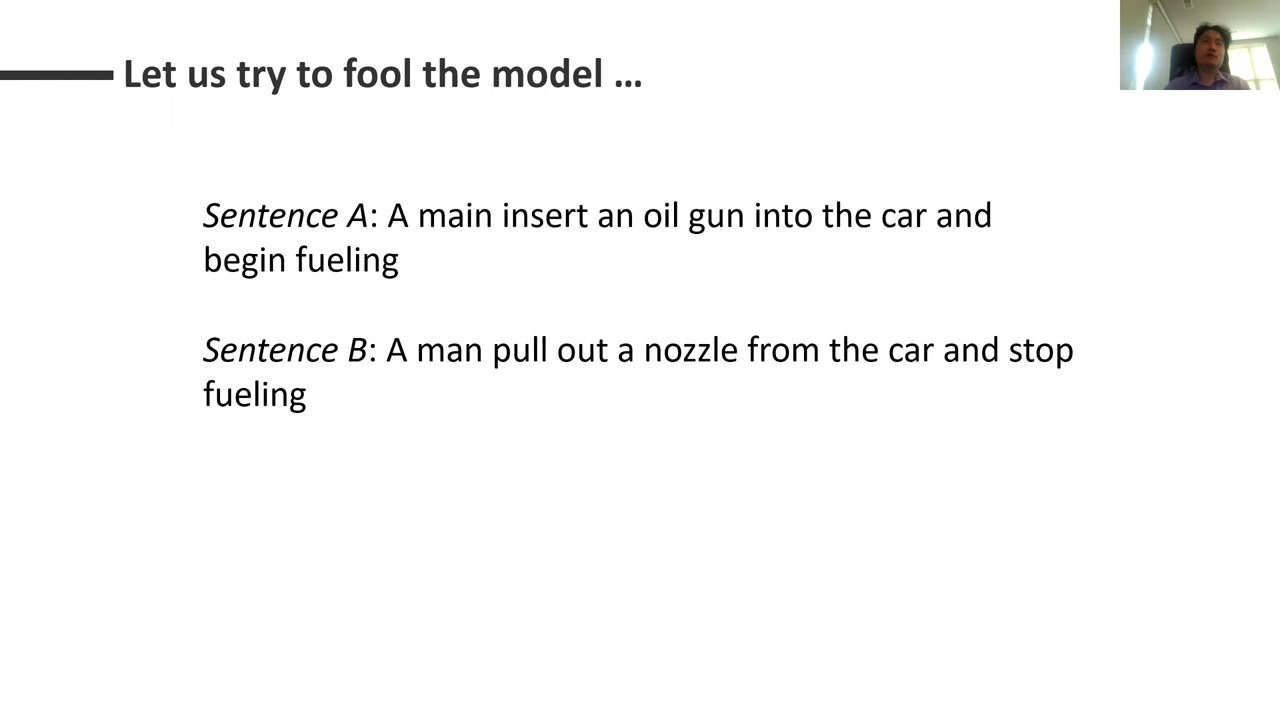 Let us try to fool the model …
Sentence A: A main insert an oil gun into the car and
begin fueling
Sentence B: A man pull out a nozzle from the car and stop
fueling